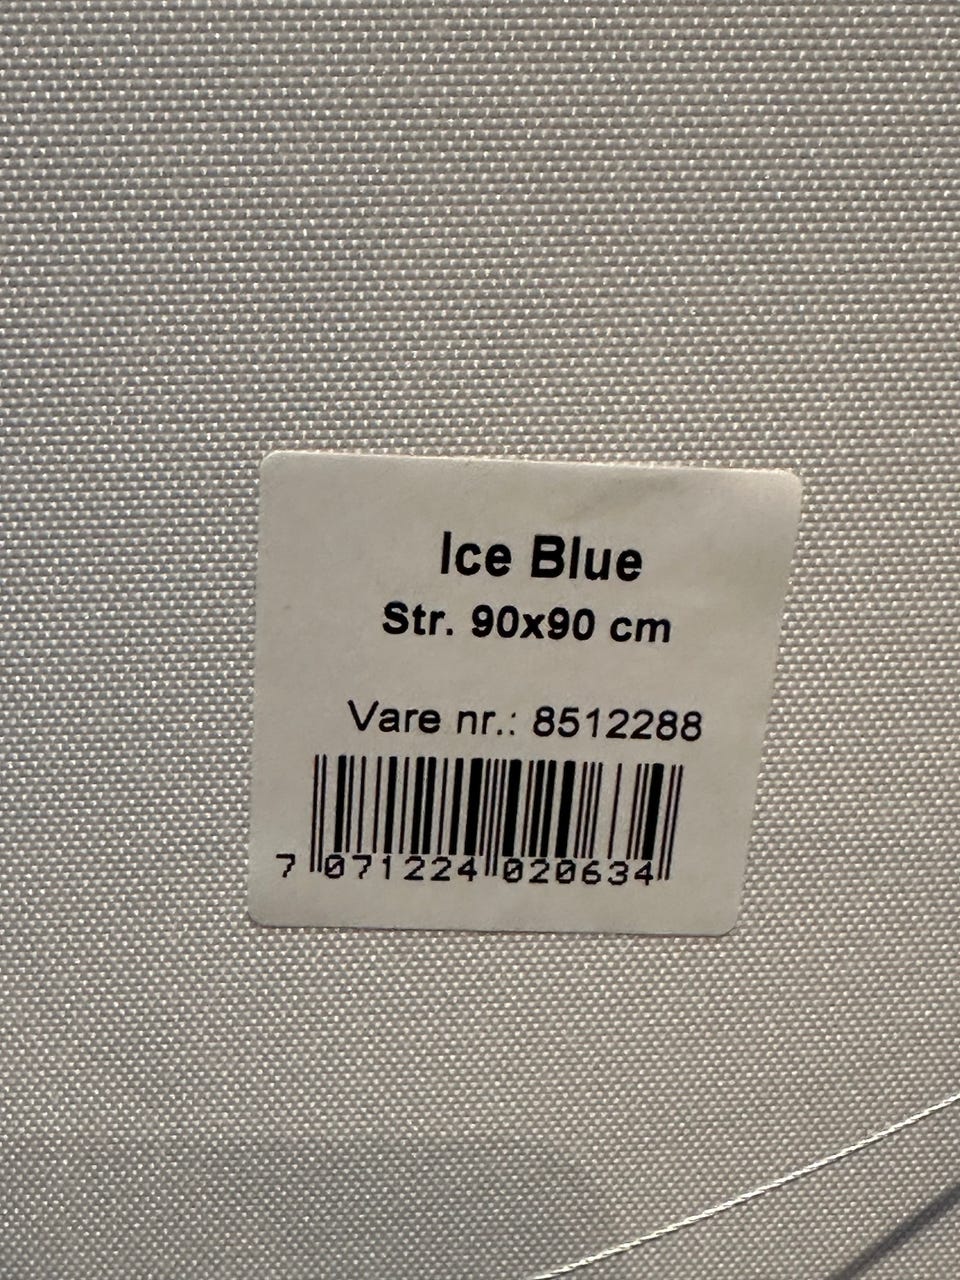 Ice Blue
Str. 90x90 cm
Vare nr.: 8512288
7 071224 020634